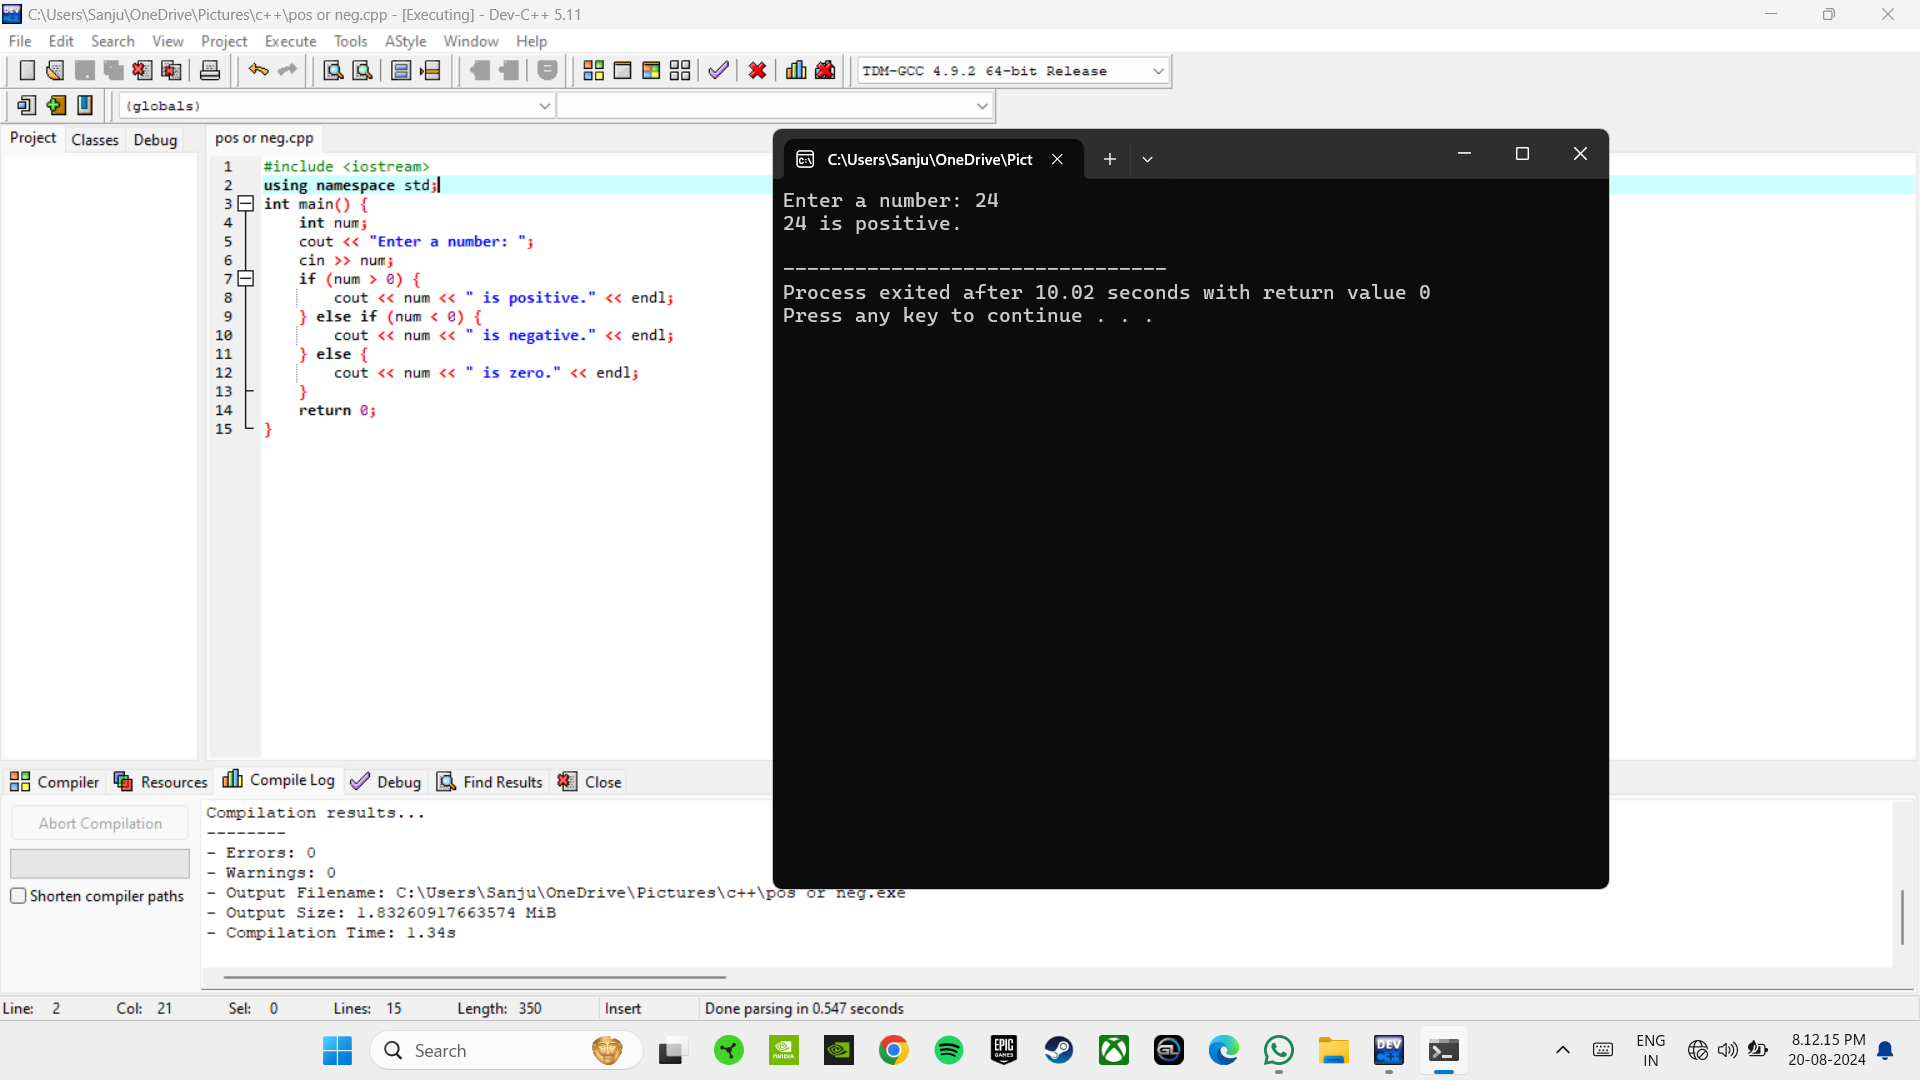 C:\Users\Sanju\OneDrive\Pictures\c++\pos or neg.cpp - [Executing] - Dev-C++ 5.11
File Edit Search View Project Execute Tools AStyle Window Help
TDM-GCC 4.9.2 64-bit Release
(globals)
Project Classes Debug
pos or neg.cpp
1 #include <iostream>
2 using namespace std;
3 int main() {
4 int num;
5 cout << "Enter a number: ";
6 cin >> num;
7 if (num > 0) {
8 cout << num << " is positive." << endl;
9 } else if (num < 0) {
10 cout << num << " is negative." << endl;
11 } else {
12 cout << num << " is zero." << endl;
13 }
14 return 0;
15 }
C:\Users\Sanju\OneDrive\Pict
Enter a number: 24
24 is positive.
--------------------------------
Process exited after 10.02 seconds with return value 0
Press any key to continue . . .
Compiler Resources Compile Log Debug Find Results Close
Abort Compilation
Shorten compiler paths
Compilation results...
--------
- Errors: 0
- Warnings: 0
- Output Filename: C:\Users\Sanju\OneDrive\Pictures\c++\pos or neg.exe
- Output Size: 1.83260917663574 MiB
- Compilation Time: 1.34s
Line: 2 Col: 21 Sel: 0 Lines: 15 Length: 350 Insert Done parsing in 0.547 seconds
Search
NVIDIA
EPIC GAMES
DEV C++
ENG
IN
8.12.15 PM
20-08-2024